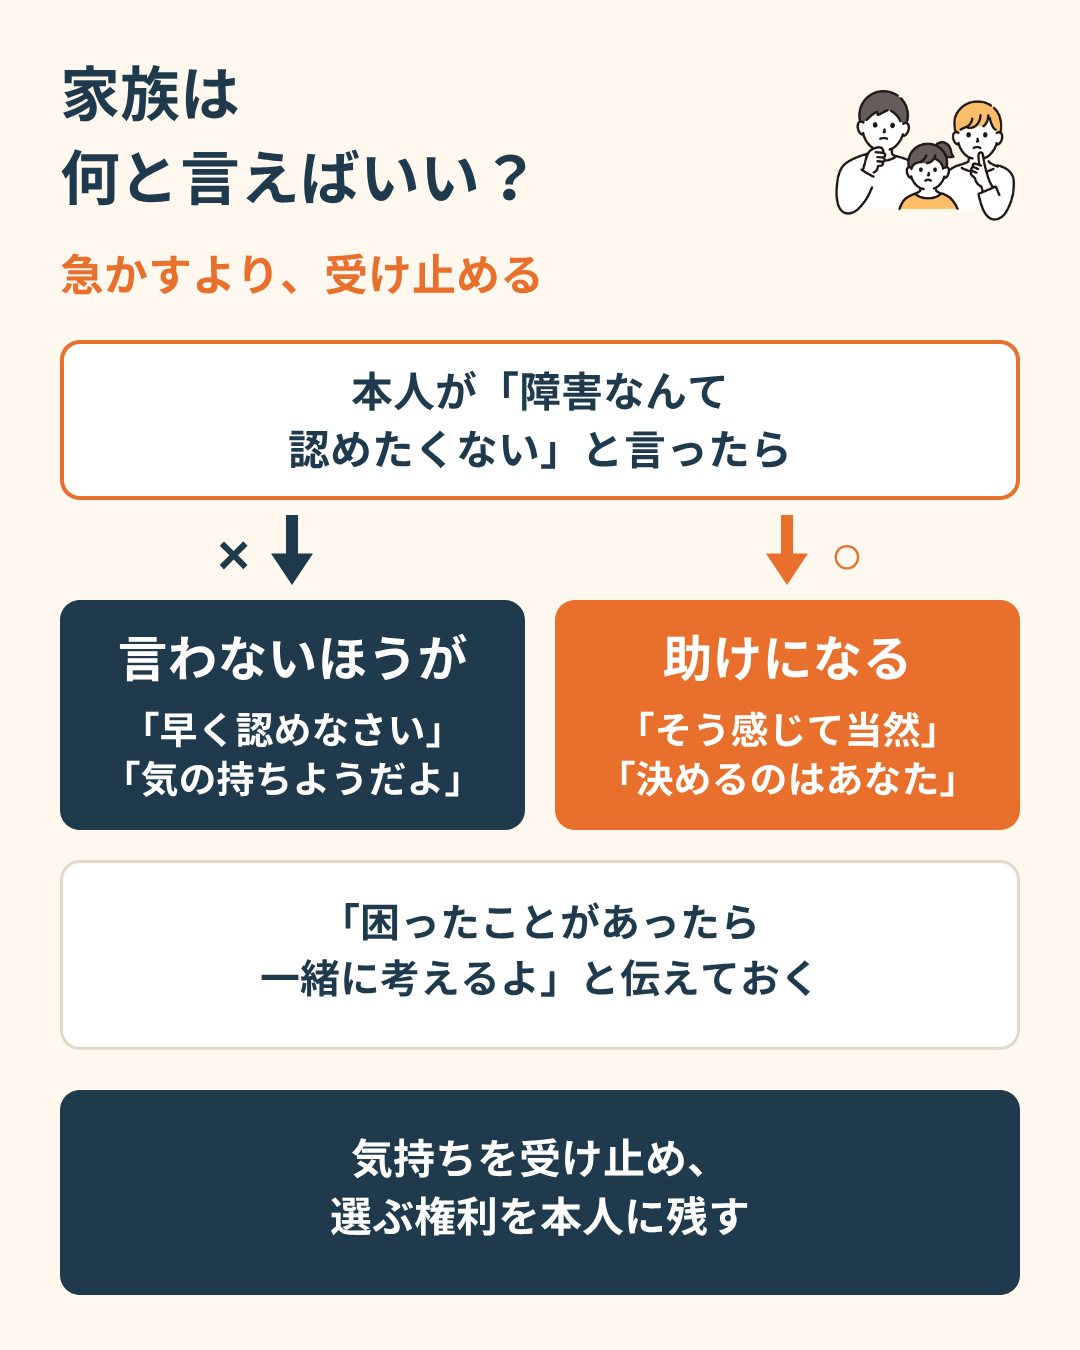 家族は
何と言えばいい？
急かすより、受け止める
本人が「障害なんて
認めたくない」と言ったら
×
○
言わないほうが
「早く認めなさい」
「気の持ちようだよ」
助けになる
「そう感じて当然」
「決めるのはあなた」
「困ったことがあったら
一緒に考えるよ」と伝えておく
気持ちを受け止め、
選ぶ権利を本人に残す